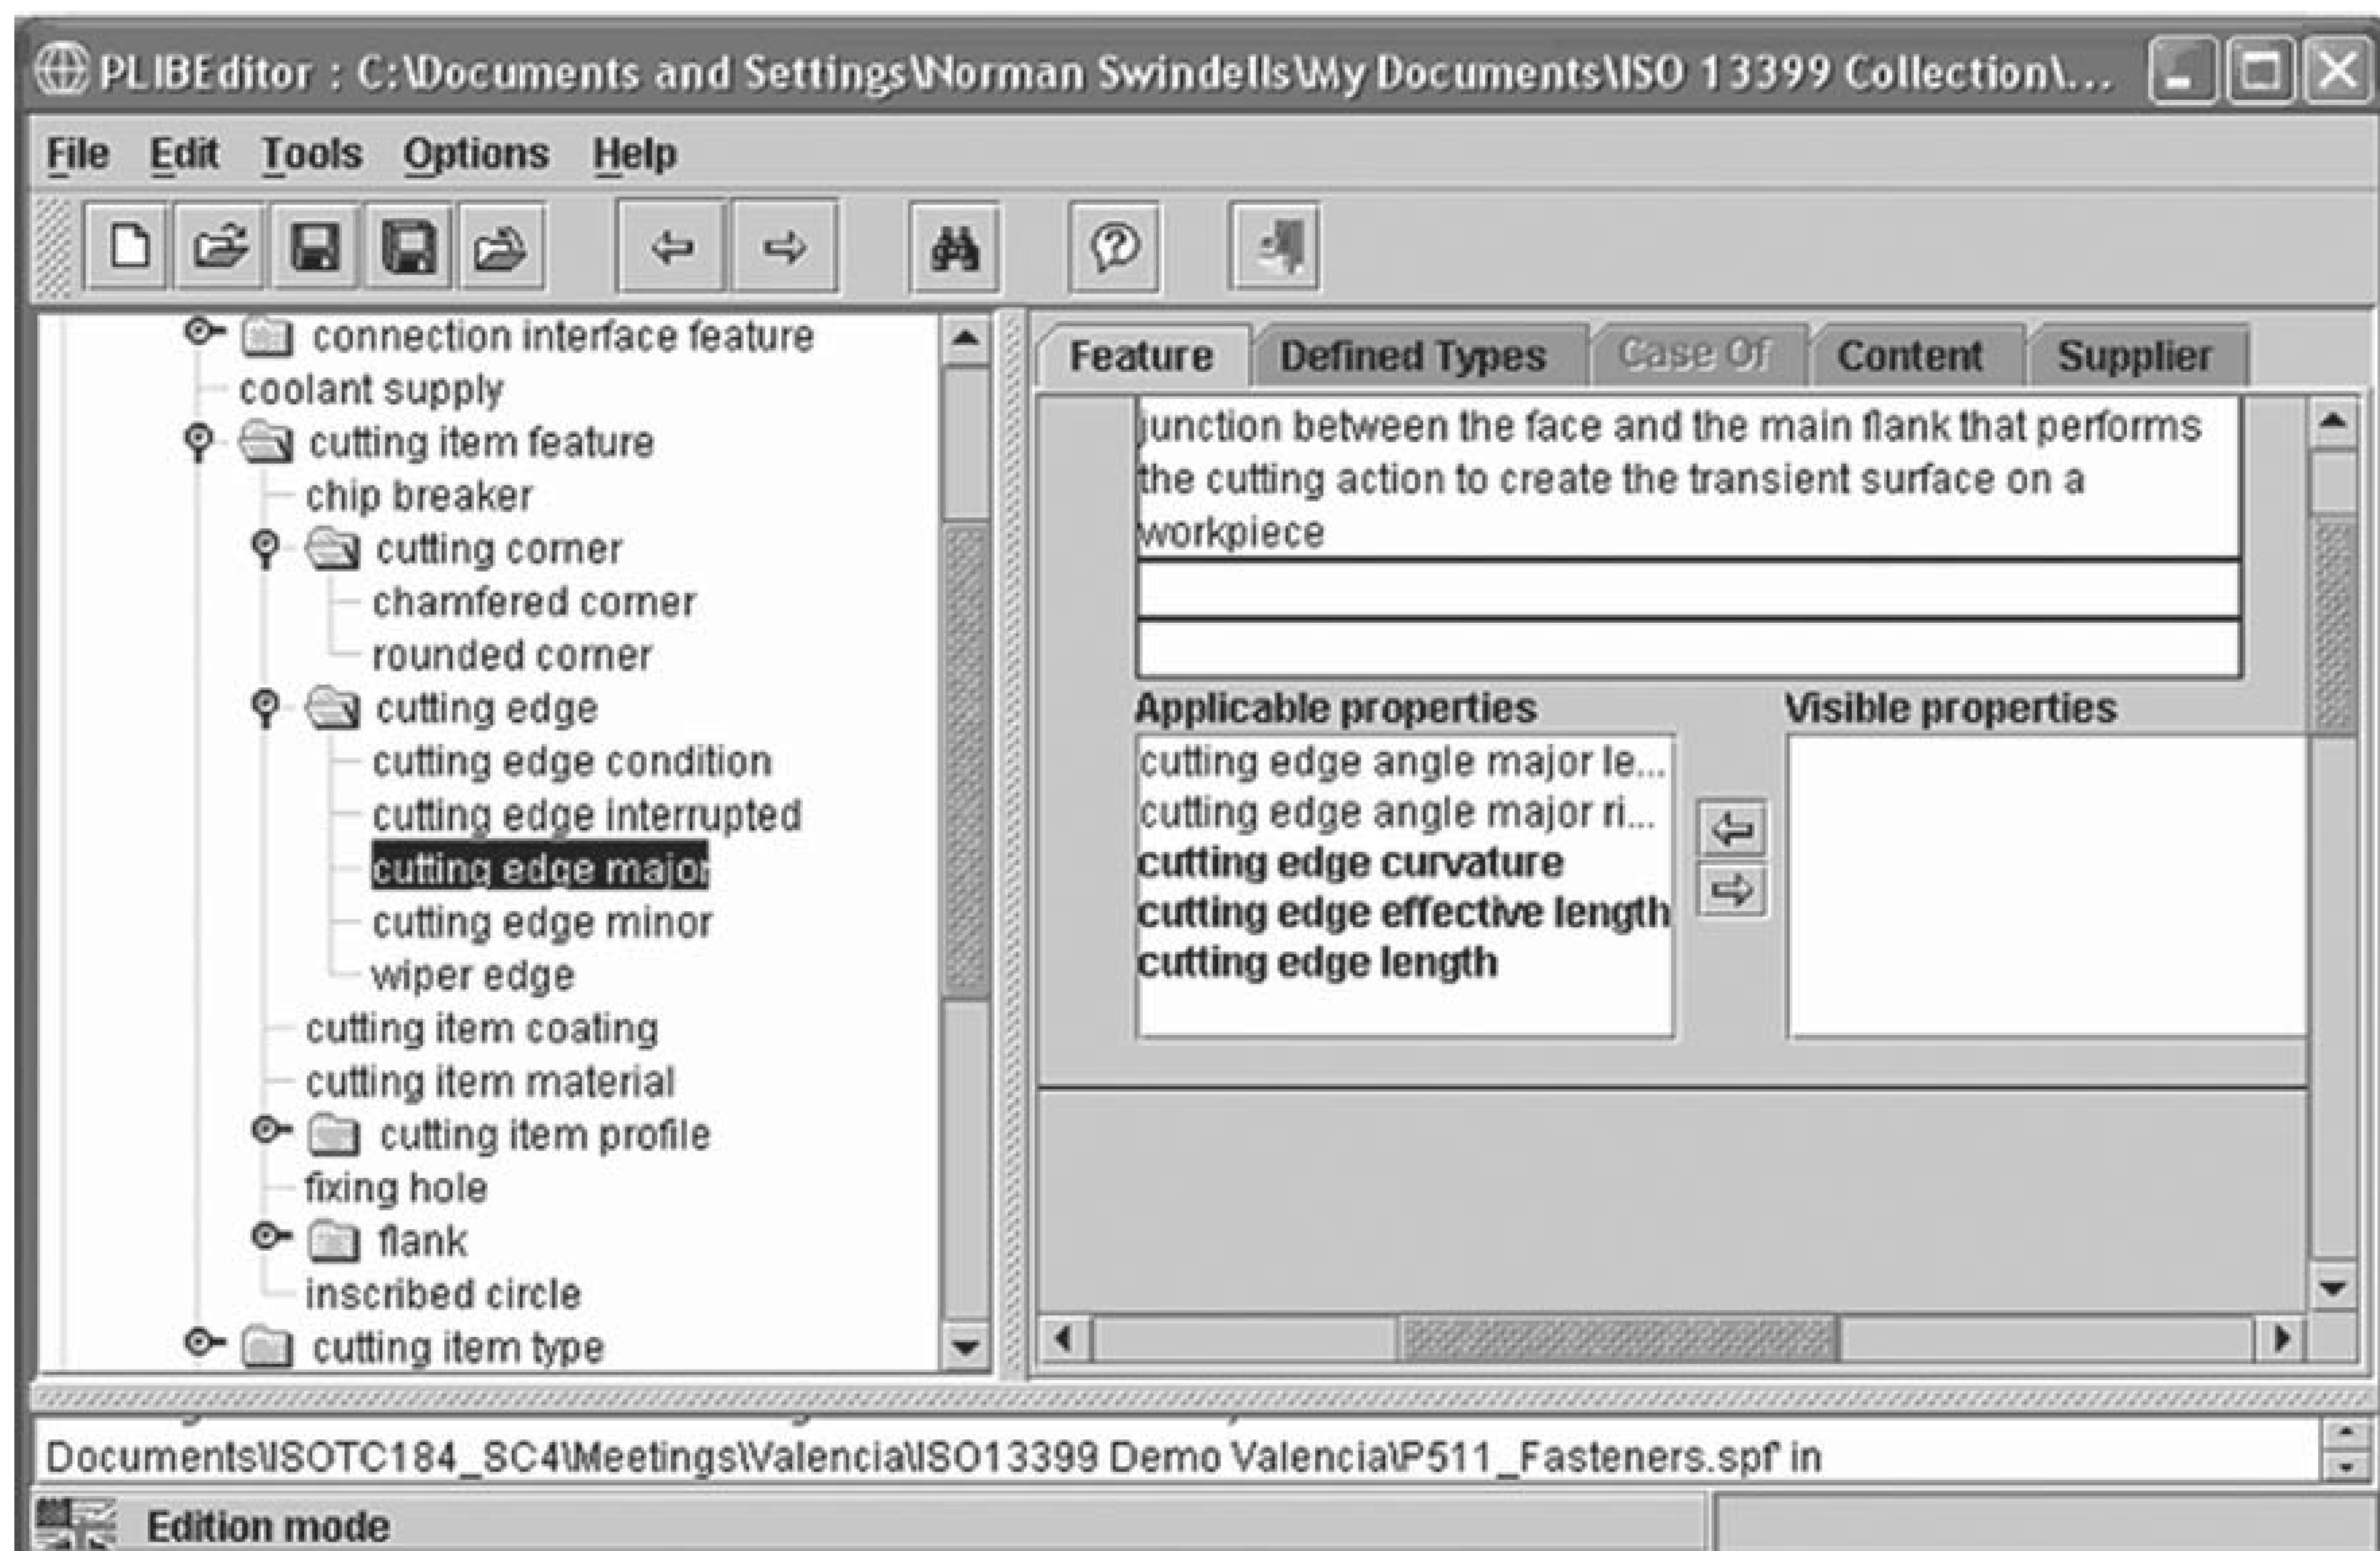 PLIBEditor : C:\Documents and Settings\Norman Swindells\My Documents\ISO 13399 Collection\...
File Edit Tools Options Help
connection interface feature
coolant supply
cutting item feature
chip breaker
cutting corner
chamfered corner
rounded corner
cutting edge
cutting edge condition
cutting edge interrupted
cutting edge major
cutting edge minor
wiper edge
cutting item coating
cutting item material
cutting item profile
fixing hole
flank
inscribed circle
cutting item type
Feature Defined Types Case Of Content Supplier
junction between the face and the main flank that performs
the cutting action to create the transient surface on a
workpiece
Applicable properties Visible properties
cutting edge angle major le...
cutting edge angle major ri...
cutting edge curvature
cutting edge effective length
cutting edge length
Documents\ISOTC184_SC4\Meetings\Valencia\ISO13399 Demo Valencia\P511_Fasteners.spf' in
Edition mode